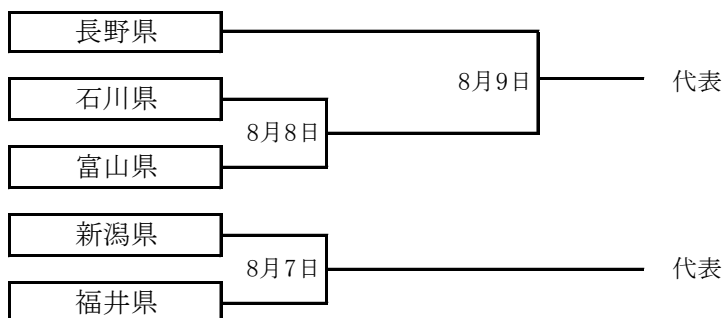 長野県
8月9日
代表
石川県
8月8日
富山県
新潟県
8月7日
代表
福井県